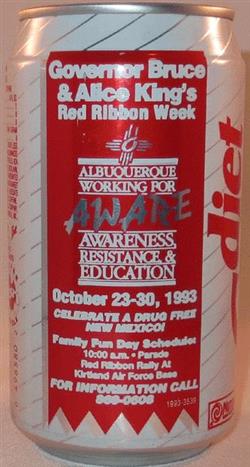 Governor Bruce
& Alice King's
Red Ribbon Week
ALBUQUERQUE
WORKING FOR
AWARE
AWARENESS,
RESISTANCE, &
EDUCATION
October 23-30, 1993
CELEBRATE A DRUG FREE
NEW MEXICO!
Family Fun Day Schedule:
10:00 a.m. • Parade
Red Ribbon Rally At
Kirtland Air Force Base
FOR INFORMATION CALL
diet